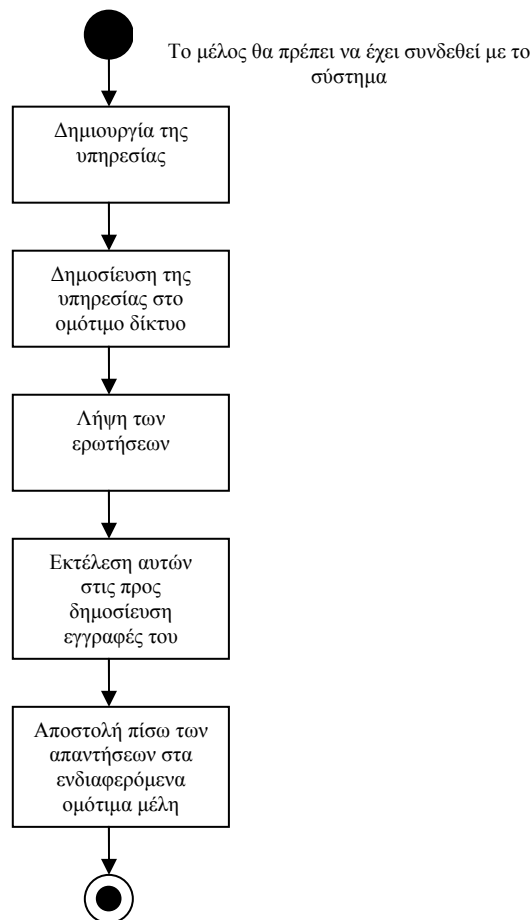 Το μέλος θα πρέπει να έχει συνδεθεί με το
σύστημα
Δημιουργία της
υπηρεσίας
Δημοσίευση της
υπηρεσίας στο
ομότιμο δίκτυο
Λήψη των
ερωτήσεων
Εκτέλεση αυτών
στις προς
δημοσίευση
εγγραφές του
Αποστολή πίσω των
απαντήσεων στα
ενδιαφερόμενα
ομότιμα μέλη